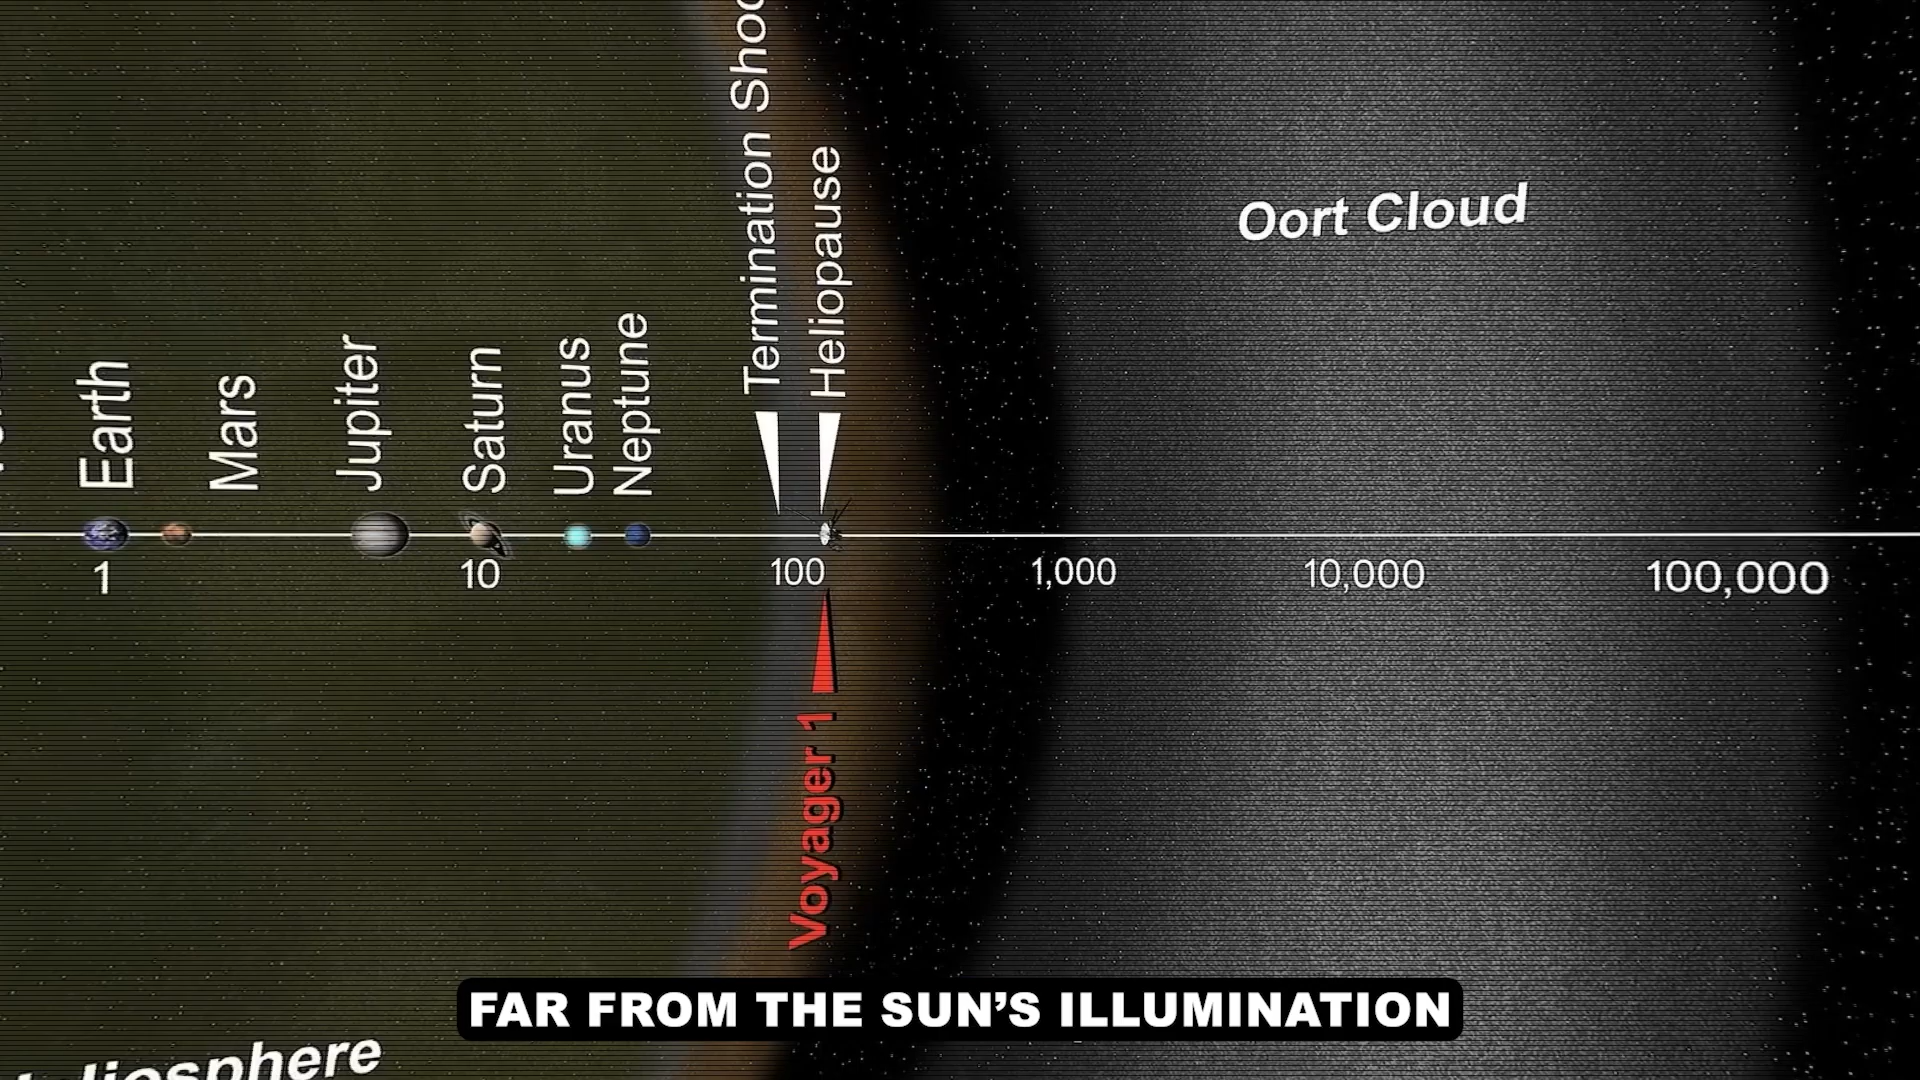 Termination Shoc
Heliopause
Oort Cloud
Earth
Mars
Jupiter
Saturn
Uranus
Neptune
1
10
100
1,000
10,000
100,000
Voyager 1
FAR FROM THE SUN’S ILLUMINATION
liosphere